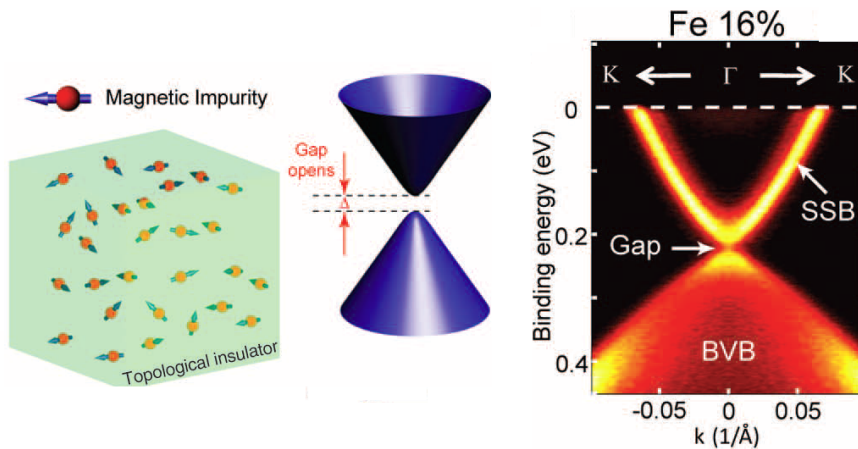 Magnetic Impurity
Topological insulator
Gap
opens
Δ
Fe 16%
K Γ K
0
0.2
0.4
Binding energy (eV)
SSB
Gap
BVB
-0.05 0 0.05
k (1/Å)